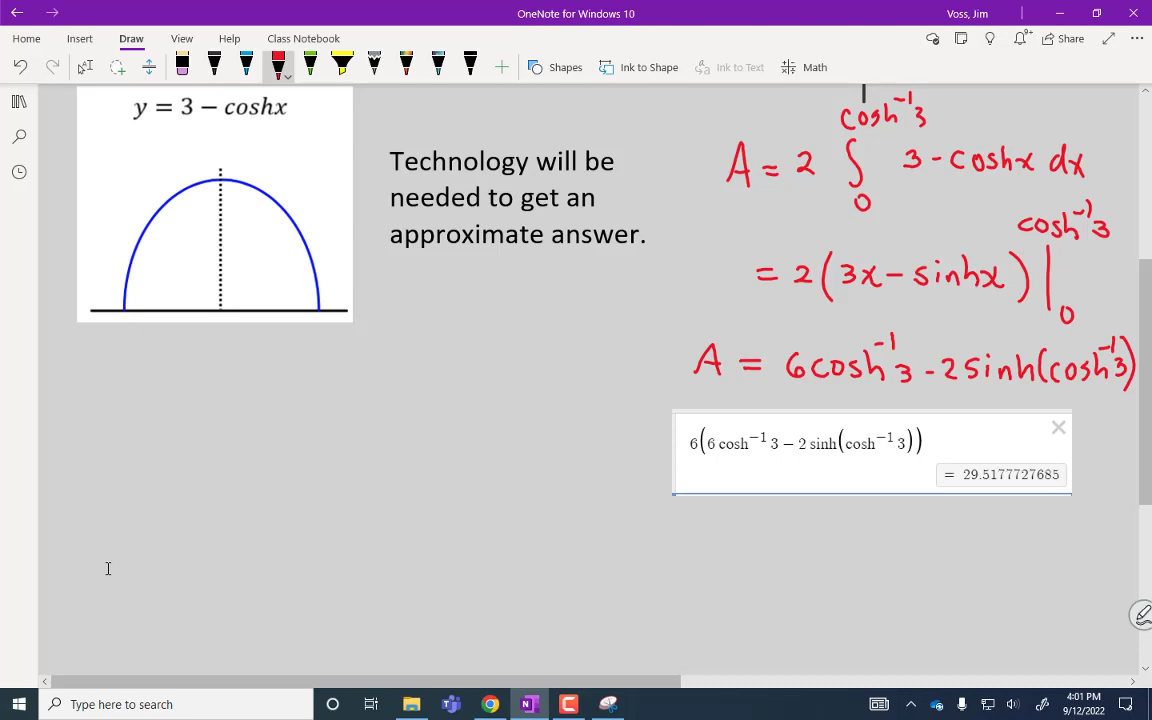 OneNote for Windows 10
Voss, Jim
Home Insert Draw View Help Class Notebook
9+ Share
Shapes Ink to Shape Ink to Text Math
y = 3 − coshx
Technology will be
needed to get an
approximate answer.
A = 2 ∫₀^{cosh⁻¹3} 3 - coshx dx
= 2(3x - sinhx) |₀^{cosh⁻¹3}
A = 6cosh⁻¹3 - 2sinh(cosh⁻¹3)
6(6 cosh⁻¹ 3 − 2 sinh(cosh⁻¹ 3))
= 29.5177727685
Type here to search
4:01 PM
9/12/2022